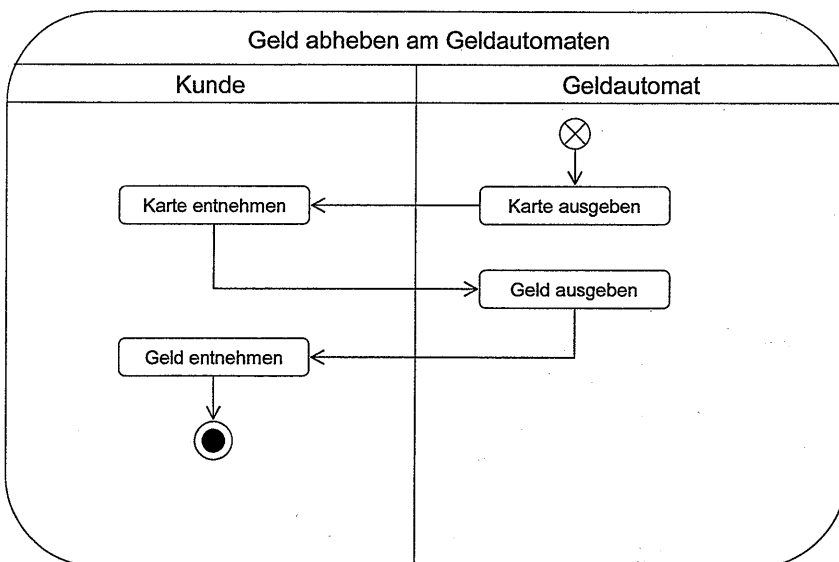 Geld abheben am Geldautomaten
Kunde
Geldautomat
Karte entnehmen
Karte ausgeben
Geld ausgeben
Geld entnehmen